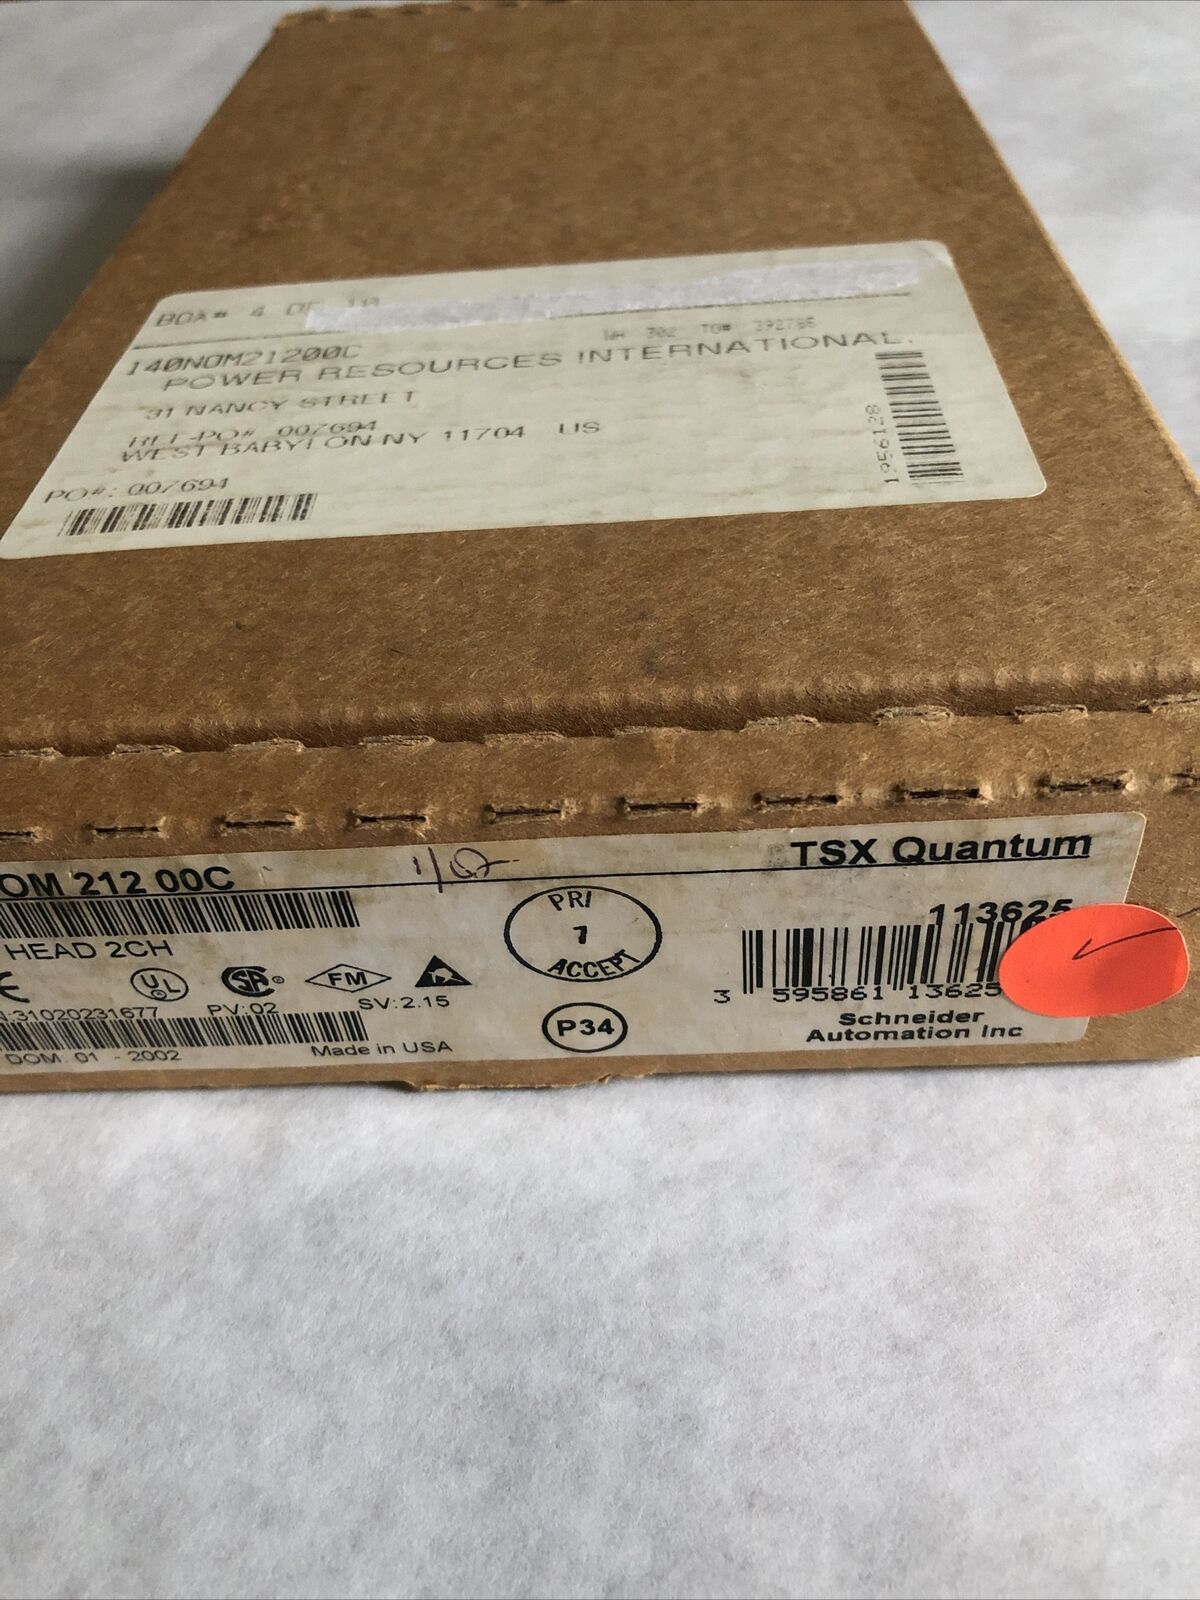 BOX# 4 OF 10
WH 302 TO# 392786
140NOM21200C
POWER RESOURCES INTERNATIONAL.
31 NANCY STREET
REF-PO# 007694
WEST BABYLON NY 11704 US
PO#: 007694
1956128
OM 212 00C
1/02
TSX Quantum
HEAD 2CH
PRI
7
ACCEPT
113625
CE
UL
SA
FM
31020231677
PV:02
SV:2.15
P34
3 595861 13625
DOM: 01 - 2002
Made in USA
Schneider
Automation Inc